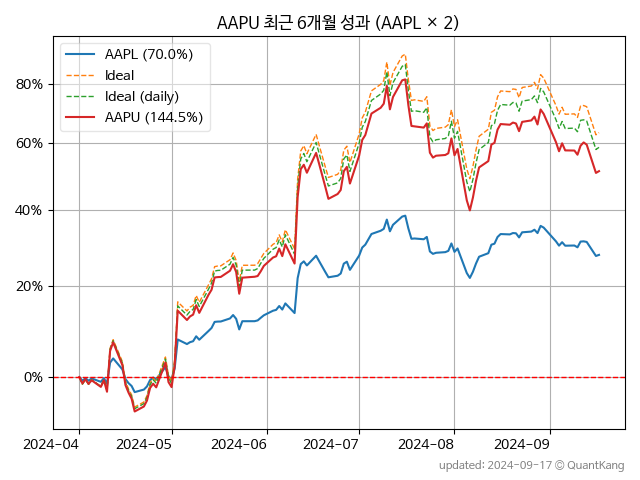 AAPU 최근 6개월 성과 (AAPL × 2)
AAPL (70.0%)
Ideal
Ideal (daily)
AAPU (144.5%)
80%
60%
40%
20%
0%
2024−04
2024−05
2024−06
2024−07
2024−08
2024−09
updated: 2024−09−17 © QuantKang